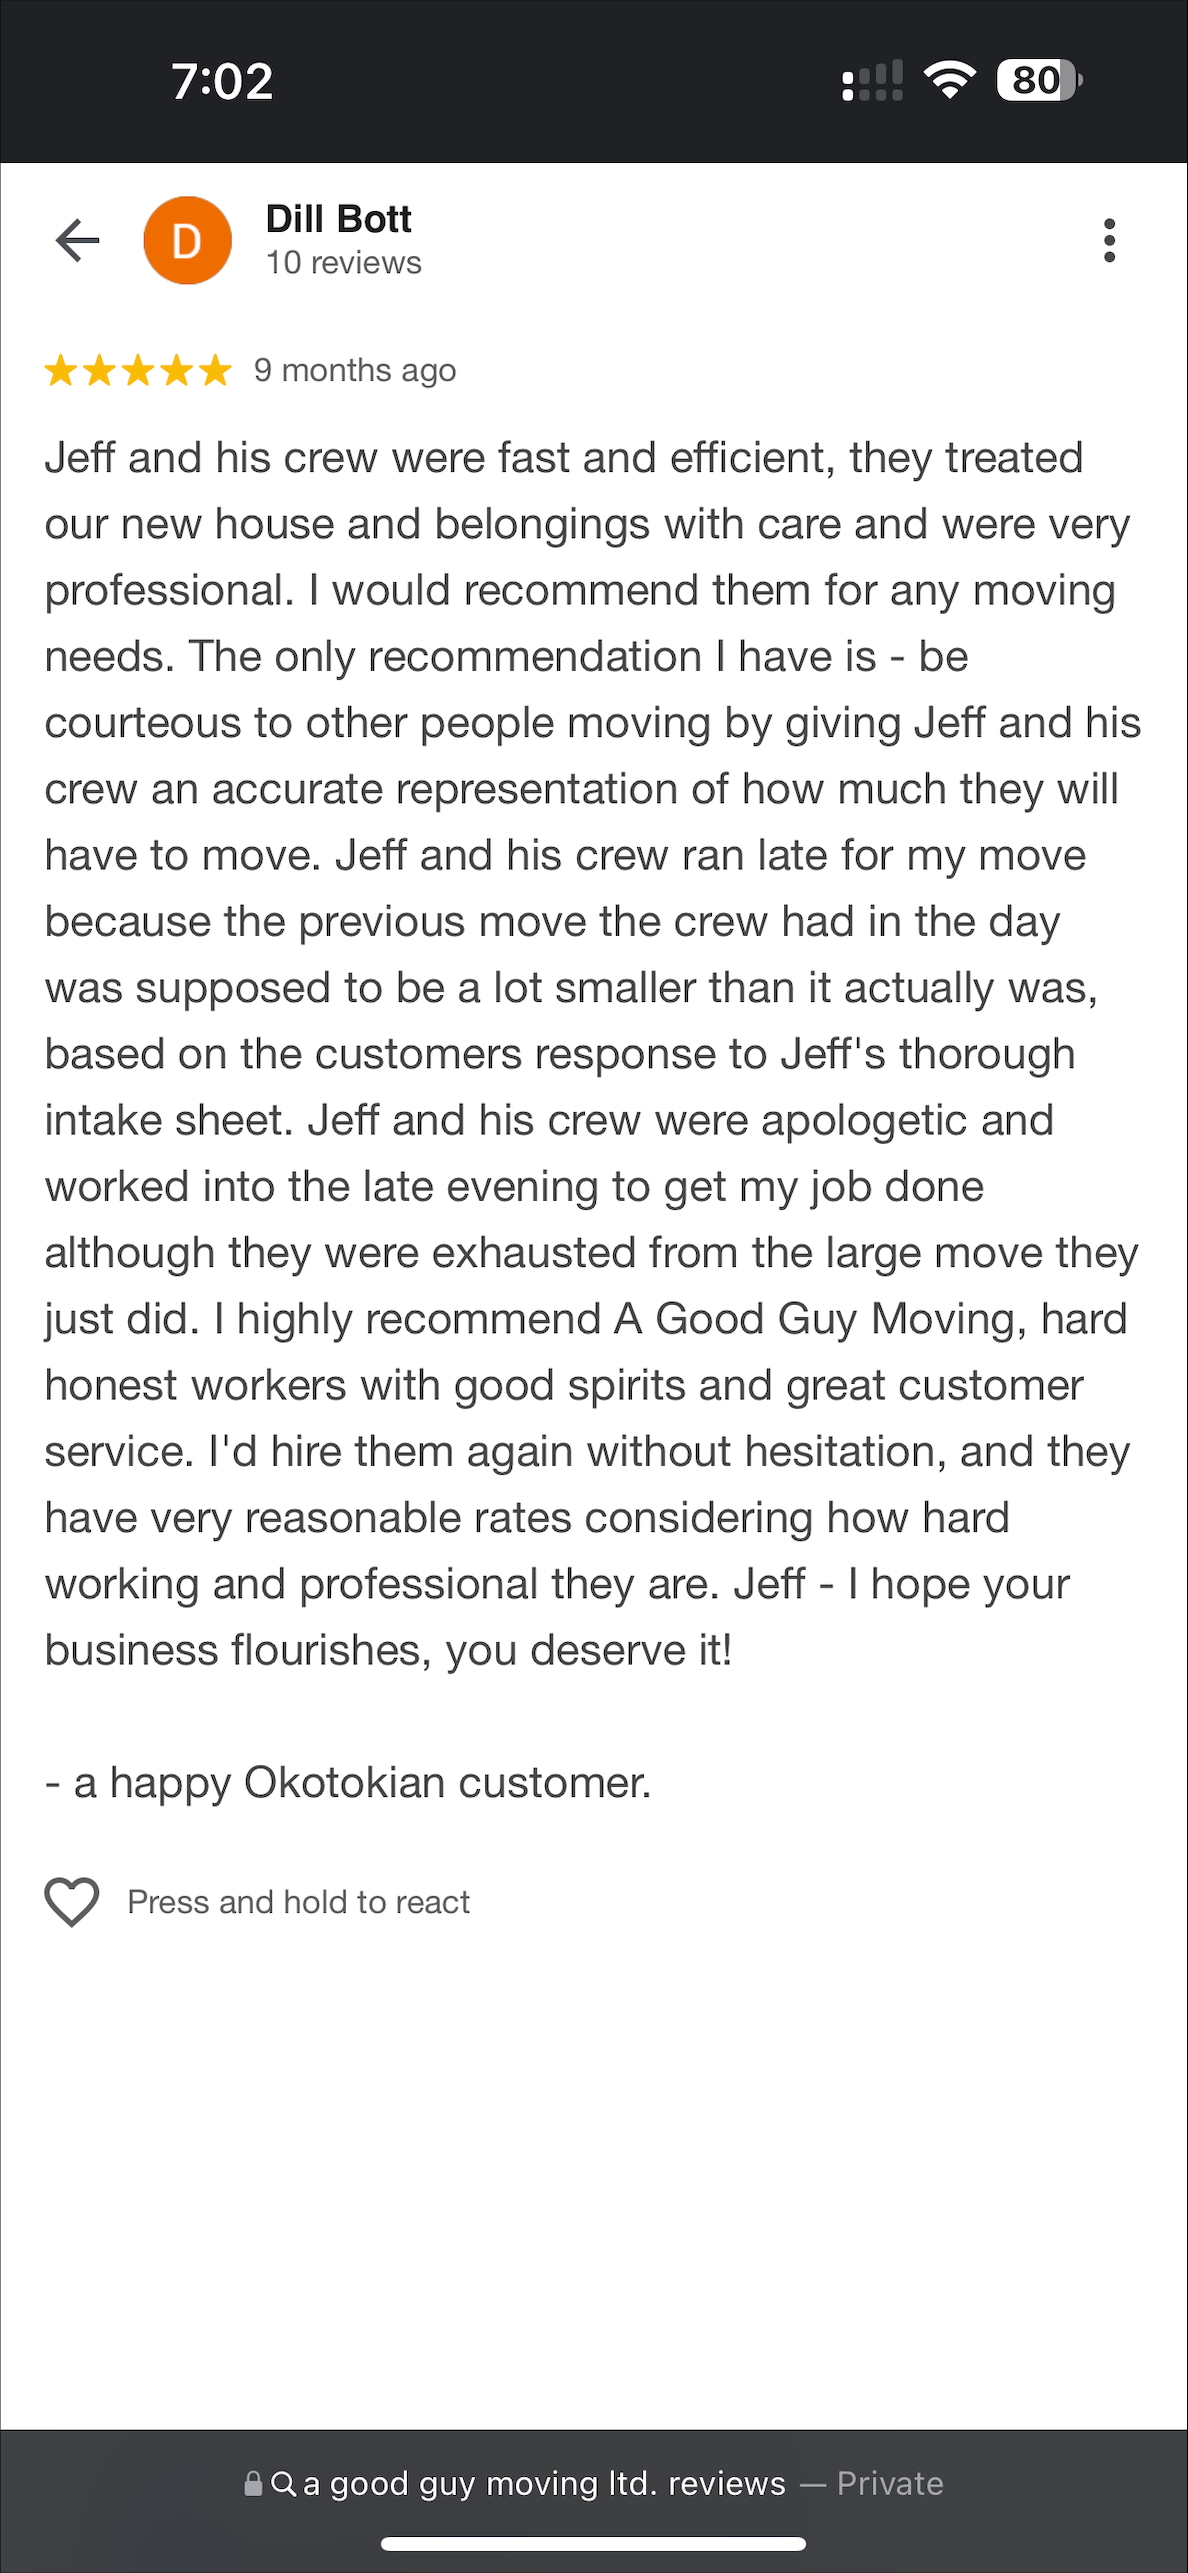 7:02
80
D
Dill Bott
10 reviews
9 months ago
Jeff and his crew were fast and efficient, they treated
our new house and belongings with care and were very
professional. I would recommend them for any moving
needs. The only recommendation I have is - be
courteous to other people moving by giving Jeff and his
crew an accurate representation of how much they will
have to move. Jeff and his crew ran late for my move
because the previous move the crew had in the day
was supposed to be a lot smaller than it actually was,
based on the customers response to Jeff's thorough
intake sheet. Jeff and his crew were apologetic and
worked into the late evening to get my job done
although they were exhausted from the large move they
just did. I highly recommend A Good Guy Moving, hard
honest workers with good spirits and great customer
service. I'd hire them again without hesitation, and they
have very reasonable rates considering how hard
working and professional they are. Jeff - I hope your
business flourishes, you deserve it!
- a happy Okotokian customer.
Press and hold to react
a good guy moving ltd. reviews — Private